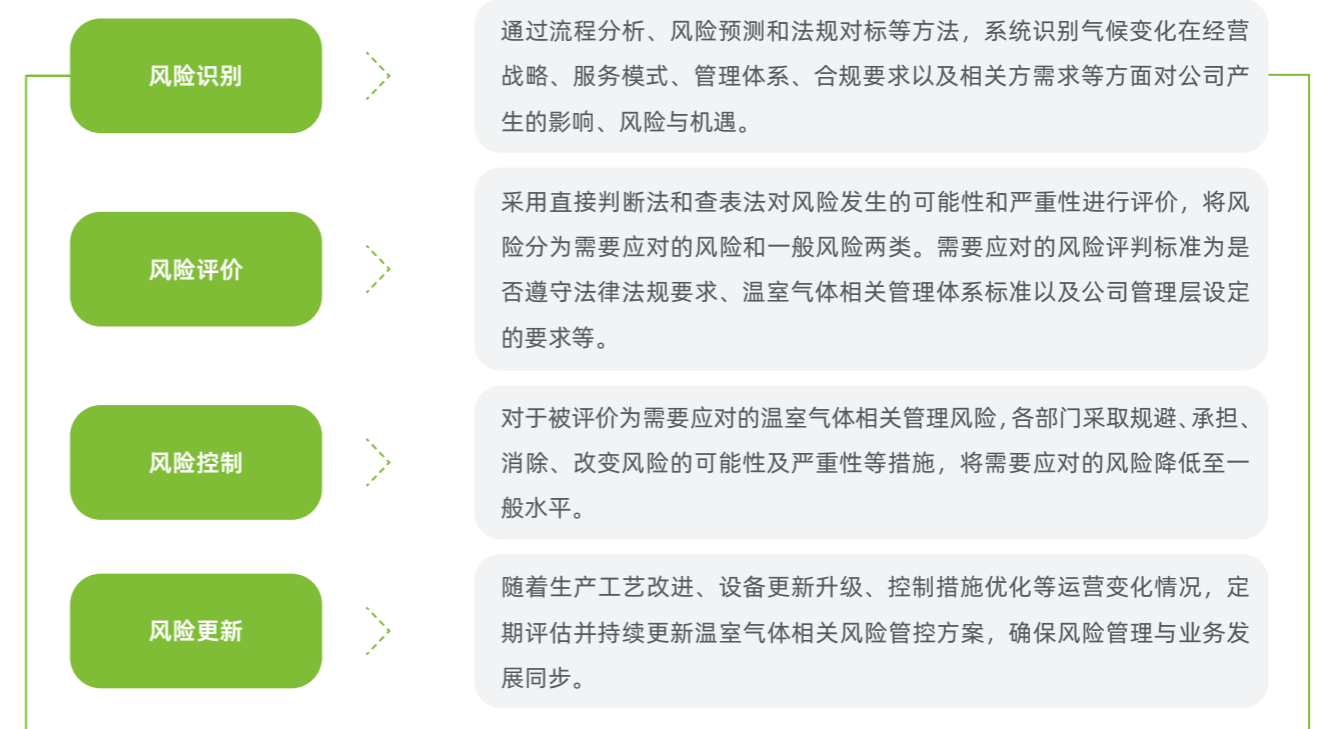 风险识别
通过流程分析、风险预测和法规对标等方法，系统识别气候变化在经营
战略、服务模式、管理体系、合规要求以及相关方需求等方面对公司产
生的影响、风险与机遇。
风险评价
采用直接判断法和查表法对风险发生的可能性和严重性进行评价，将风
险分为需要应对的风险和一般风险两类。需要应对的风险评判标准为是
否遵守法律法规要求、温室气体相关管理体系标准以及公司管理层设定
的要求等。
风险控制
对于被评价为需要应对的温室气体相关管理风险，各部门采取规避、承担、
消除、改变风险的可能性及严重性等措施，将需要应对的风险降低至一
般水平。
风险更新
随着生产工艺改进、设备更新升级、控制措施优化等运营变化情况，定
期评估并持续更新温室气体相关风险管控方案，确保风险管理与业务发
展同步。